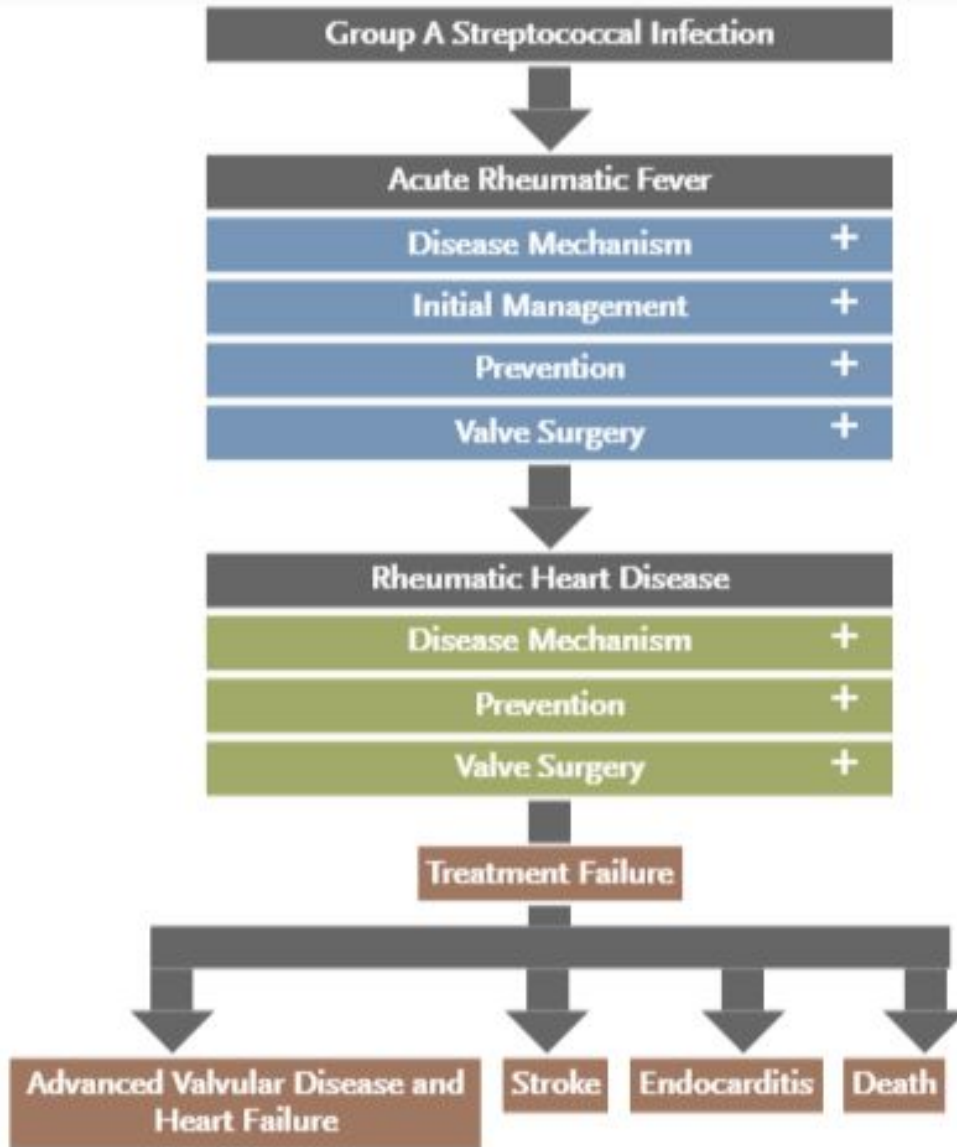 Group A Streptococcal Infection
Acute Rheumatic Fever
Disease Mechanism +
Initial Management +
Prevention +
Valve Surgery +
Rheumatic Heart Disease
Disease Mechanism +
Prevention +
Valve Surgery +
Treatment Failure
Advanced Valvular Disease and
Heart Failure
Stroke
Endocarditis
Death